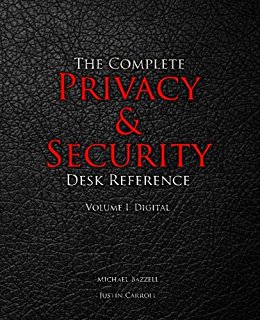 The Complete
Privacy
&
Security
Desk Reference
Volume I: Digital
Michael Bazzell
Justin Carroll